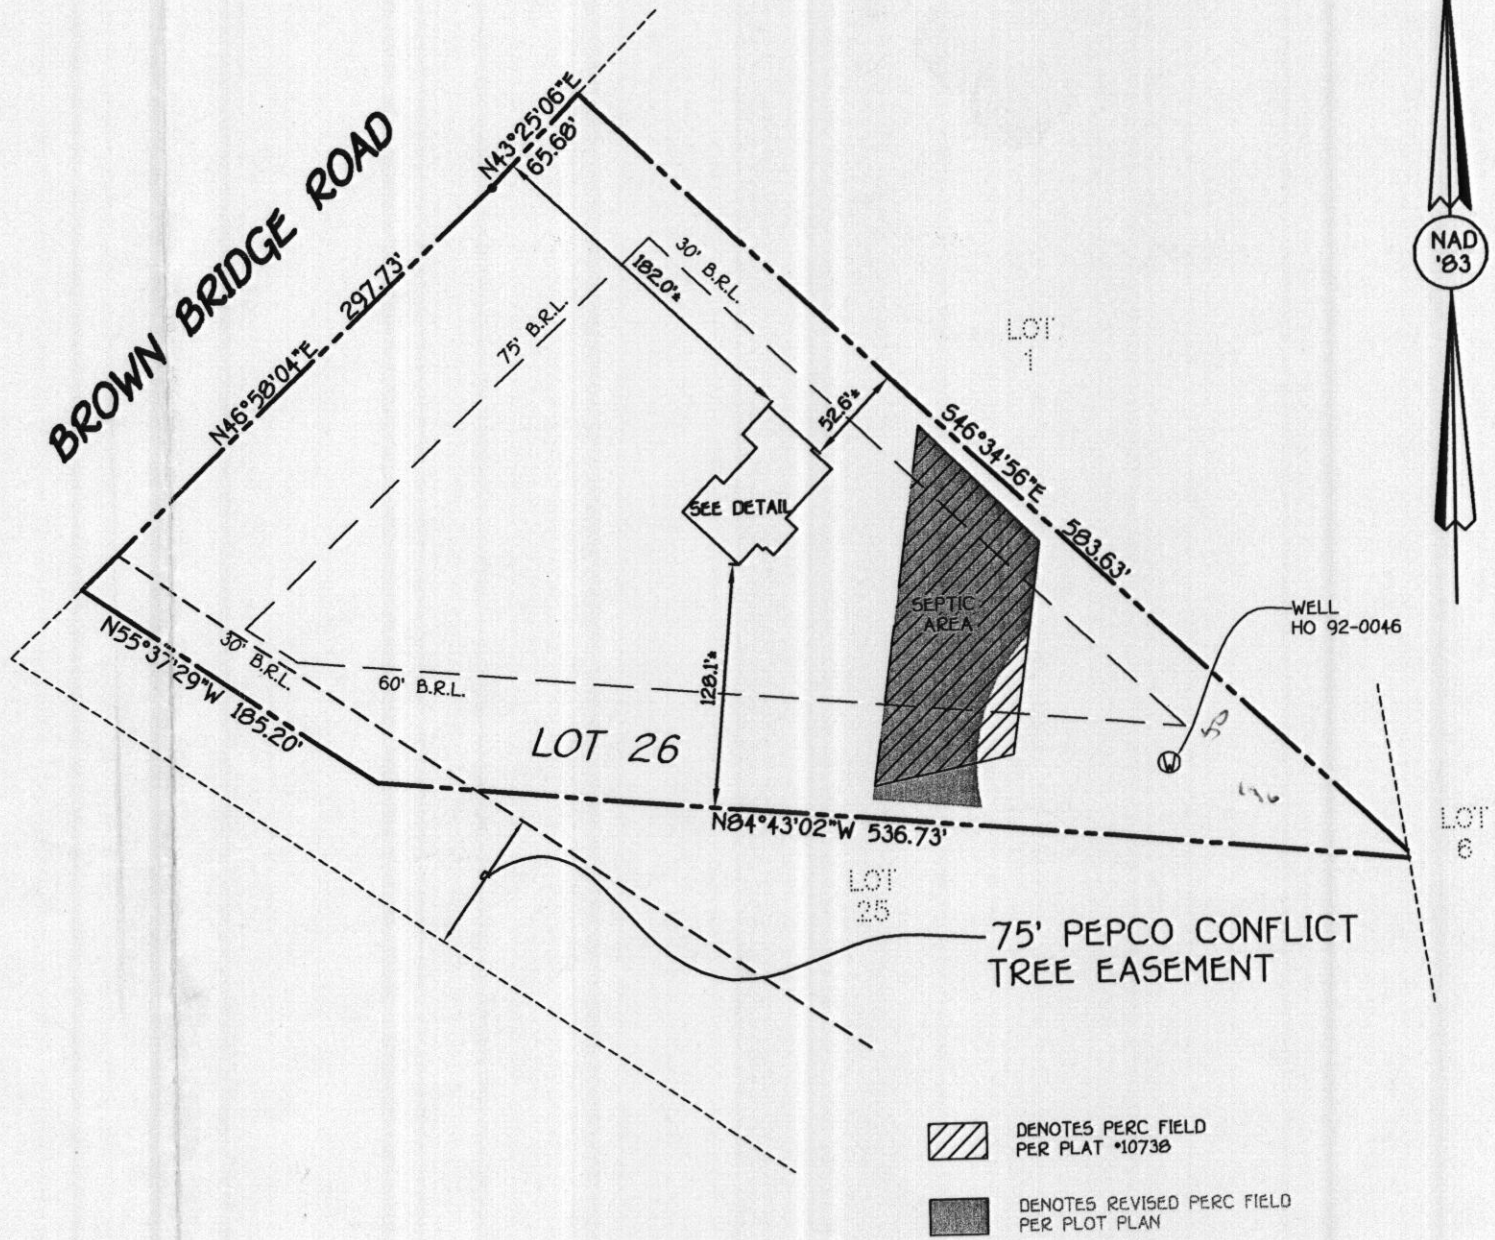 N43°25'06"E
65.68'
BROWN BRIDGE ROAD
297.73'
N46°58'04"E
30' B.R.L.
182.0'±
75' B.R.L.
NAD
'83
LOT
1
52.6'±
S46°34'56"E
583.63'
SEE DETAIL
SEPTIC
AREA
WELL
HO 92-0046
N55°37'29"W 185.20'
30' B.R.L.
60' B.R.L.
128.1'±
LOT 26
50
W
N84°43'02"W 536.73'
LOT
6
LOT
25
75' PEPCO CONFLICT
TREE EASEMENT
DENOTES PERC FIELD
PER PLAT #10738
DENOTES REVISED PERC FIELD
PER PLOT PLAN